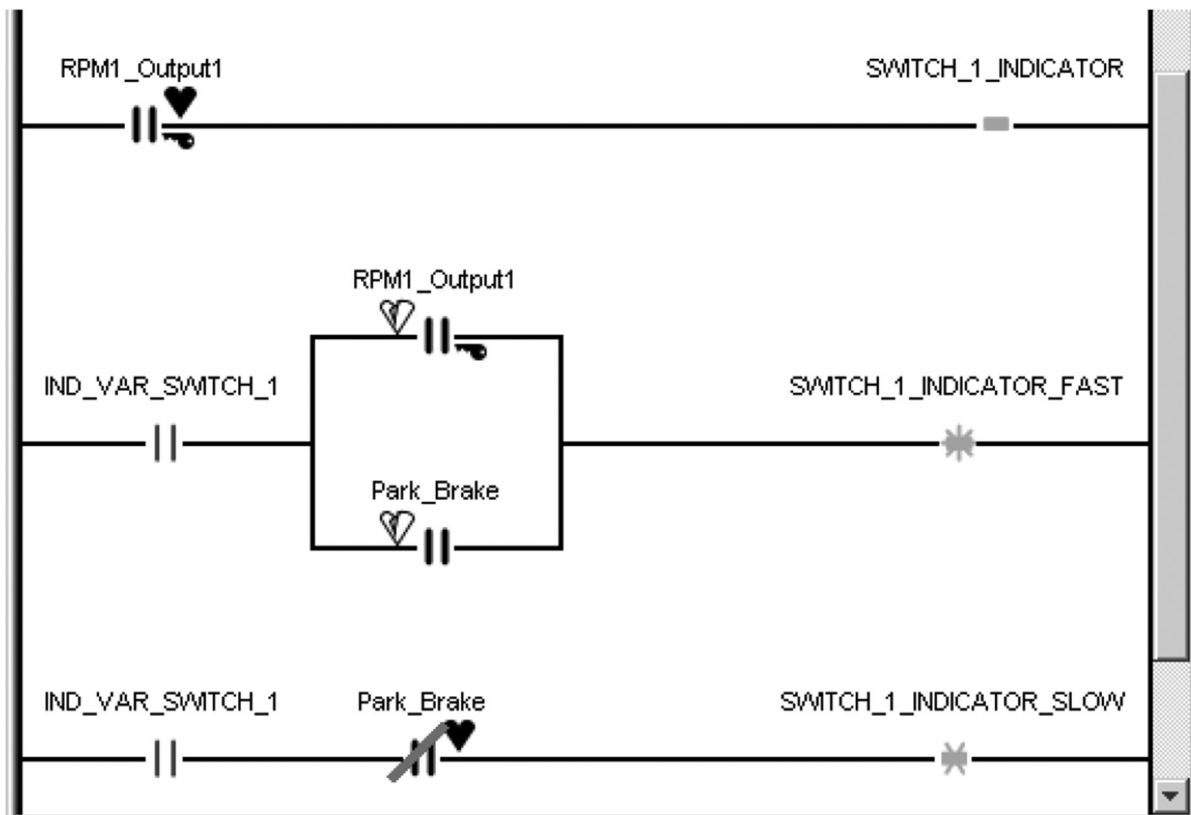 RPM1_Output1 SWITCH_1_INDICATOR
RPM1_Output1
IND_VAR_SWITCH_1 SWITCH_1_INDICATOR_FAST
Park_Brake
IND_VAR_SWITCH_1 Park_Brake SWITCH_1_INDICATOR_SLOW